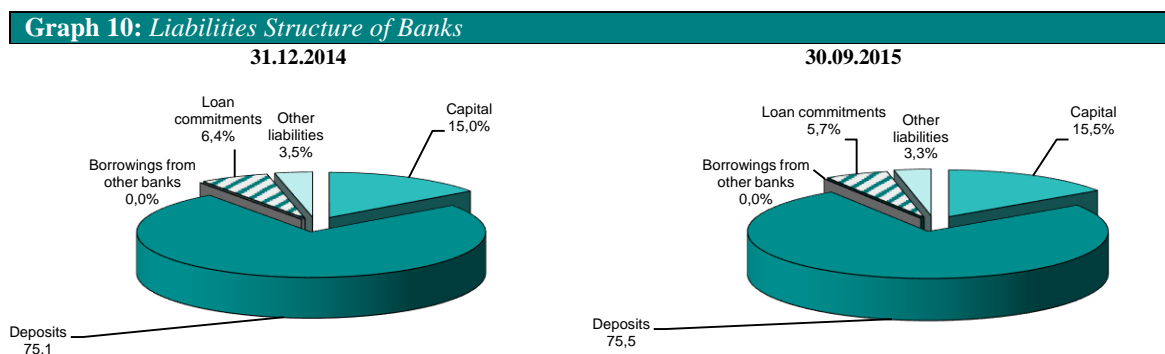 Graph 10: Liabilities Structure of Banks
31.12.2014
Loan
commitments
6,4%
Other
liabilities
3,5%
Capital
15,0%
Borrowings from
other banks
0,0%
Deposits
75,1
30.09.2015
Loan commitments
5,7%
Other
liabilities
3,3%
Capital
15,5%
Borrowings from
other banks
0,0%
Deposits
75,5